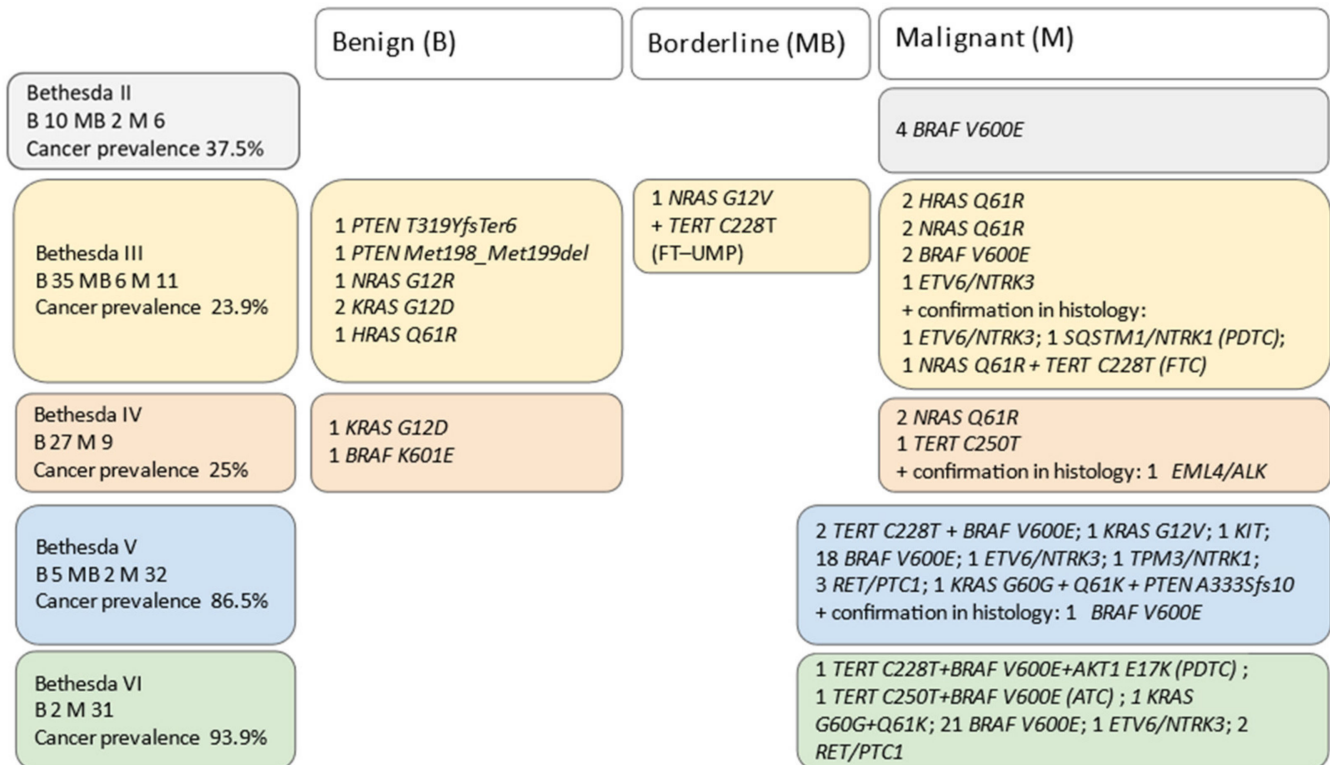 Benign (B)
Borderline (MB)
Malignant (M)
Bethesda II
B 10 MB 2 M 6
Cancer prevalence 37.5%
4 BRAF V600E
Bethesda III
B 35 MB 6 M 11
Cancer prevalence 23.9%
1 PTEN T319YfsTer6
1 PTEN Met198_Met199del
1 NRAS G12R
2 KRAS G12D
1 HRAS Q61R
1 NRAS G12V
+ TERT C228T
(FT–UMP)
2 HRAS Q61R
2 NRAS Q61R
2 BRAF V600E
1 ETV6/NTRK3
+ confirmation in histology:
1 ETV6/NTRK3; 1 SQSTM1/NTRK1 (PDTC);
1 NRAS Q61R + TERT C228T (FTC)
Bethesda IV
B 27 M 9
Cancer prevalence 25%
1 KRAS G12D
1 BRAF K601E
2 NRAS Q61R
1 TERT C250T
+ confirmation in histology: 1 EML4/ALK
Bethesda V
B 5 MB 2 M 32
Cancer prevalence 86.5%
2 TERT C228T + BRAF V600E; 1 KRAS G12V; 1 KIT;
18 BRAF V600E; 1 ETV6/NTRK3; 1 TPM3/NTRK1;
3 RET/PTC1; 1 KRAS G60G + Q61K + PTEN A333Sfs10
+ confirmation in histology: 1 BRAF V600E
Bethesda VI
B 2 M 31
Cancer prevalence 93.9%
1 TERT C228T+BRAF V600E+AKT1 E17K (PDTC) ;
1 TERT C250T+BRAF V600E (ATC) ; 1 KRAS
G60G+Q61K; 21 BRAF V600E; 1 ETV6/NTRK3; 2
RET/PTC1